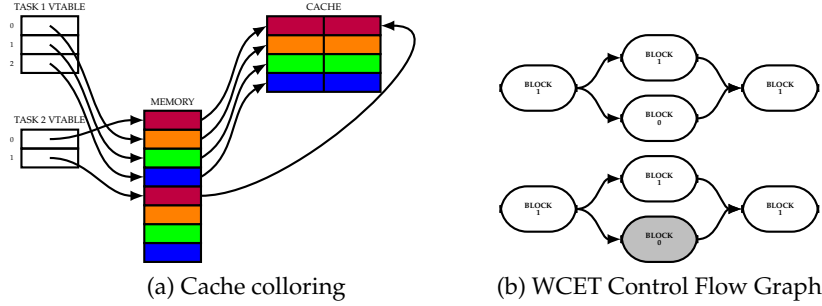 TASK 1 VTABLE
0
1
2
TASK 2 VTABLE
0
1
MEMORY
CACHE
(a) Cache colloring
BLOCK
1
BLOCK
1
BLOCK
0
BLOCK
1
BLOCK
1
BLOCK
1
BLOCK
0
BLOCK
1
(b) WCET Control Flow Graph